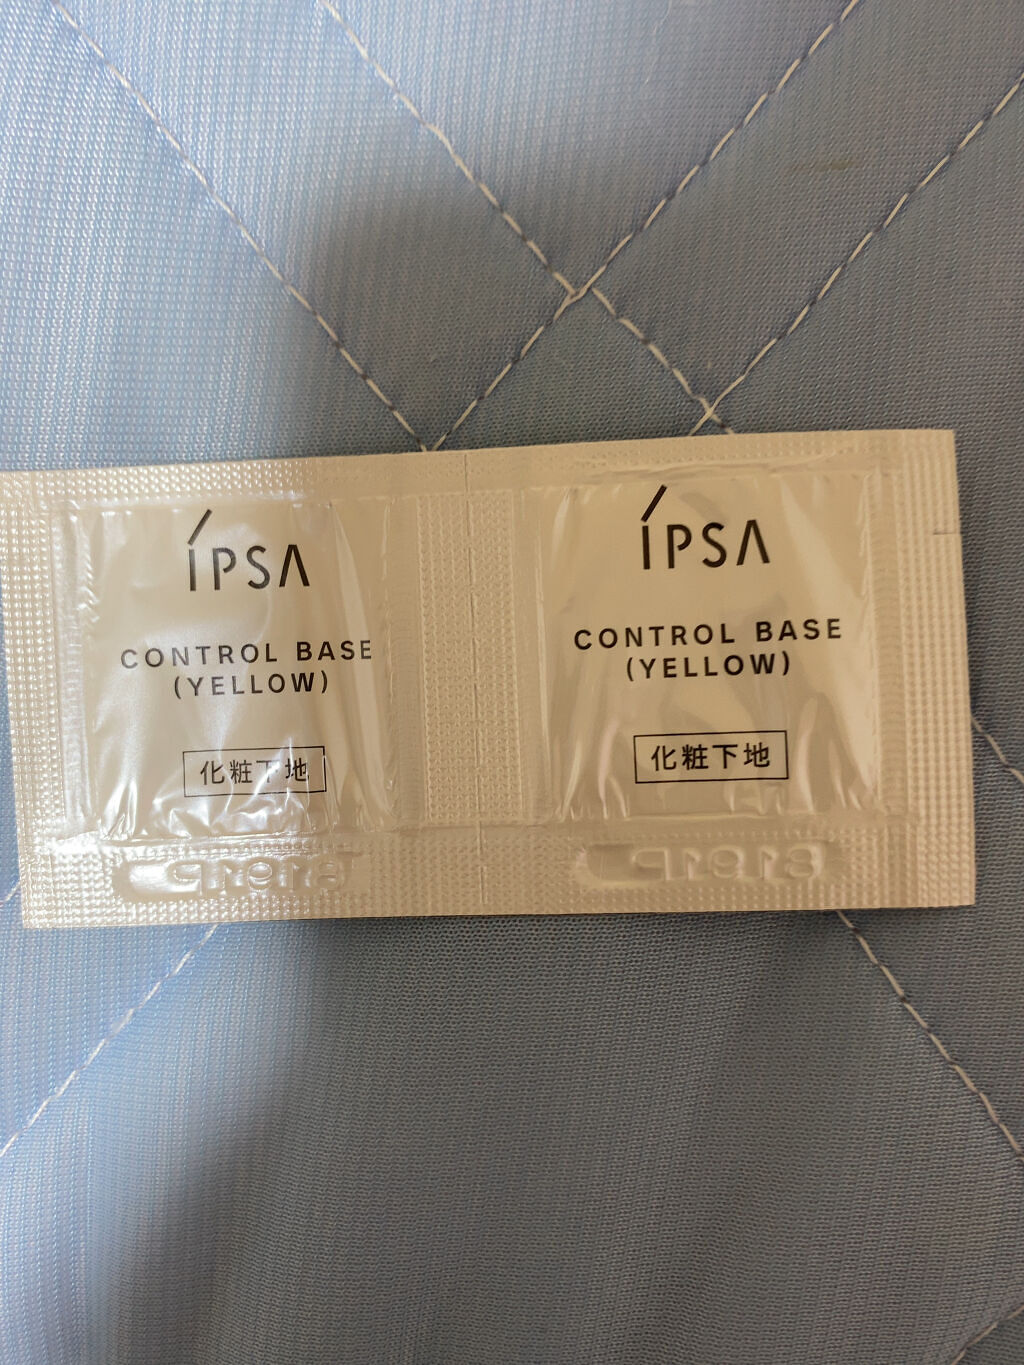 ÍPSA
CONTROL BASE
(YELLOW)
化粧下地
ÍPSA
CONTROL BASE
(YELLOW)
化粧下地